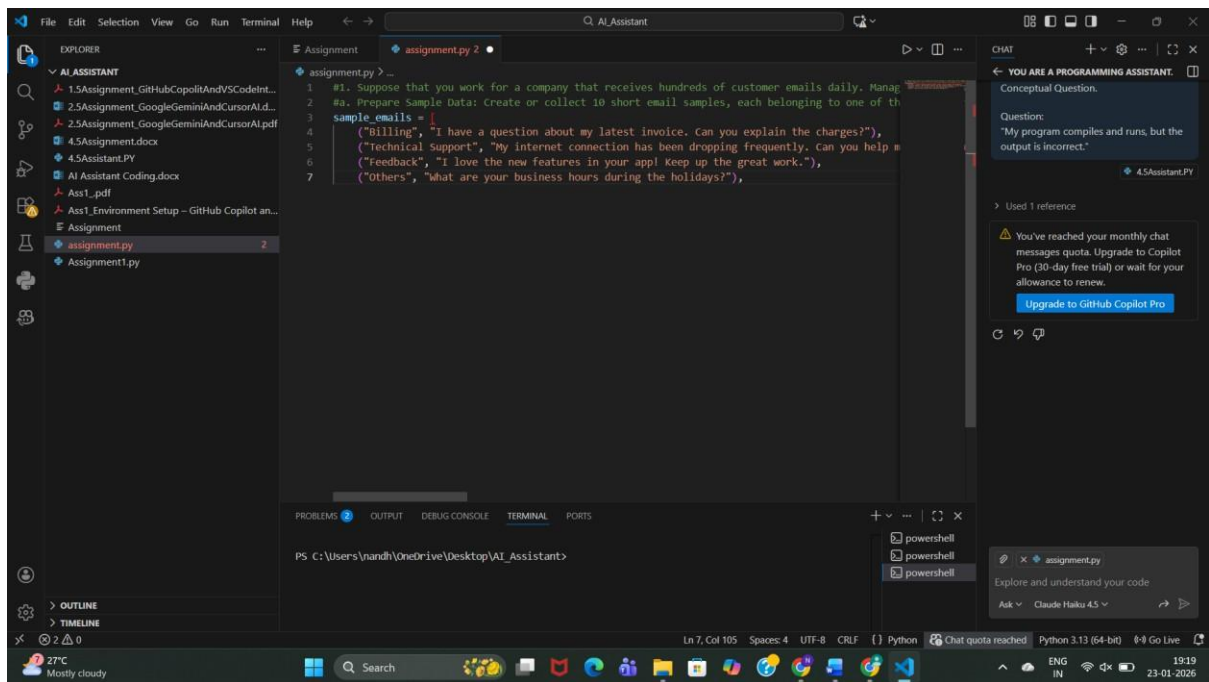 File Edit Selection View Go Run Terminal Help
AI_Assistant
EXPLORER
AI_ASSISTANT
1.5Assignment_GitHubCopolitAndVSCodeInt...
2.5Assignment_GoogleGeminiAndCursorAI.d...
2.5Assignment_GoogleGeminiAndCursorAI.pdf
4.5Assignment.docx
4.5Assistant.PY
AI Assistant Coding.docx
Ass1_.pdf
Ass1_Environment Setup – GitHub Copilot an...
Assignment
assignment.py 2
Assignment1.py
OUTLINE
TIMELINE
Assignment assignment.py 2
assignment.py > ...
1 #1. Suppose that you work for a company that receives hundreds of customer emails daily. Manag
2 #a. Prepare Sample Data: Create or collect 10 short email samples, each belonging to one of th
3 sample_emails = [
4 ("Billing", "I have a question about my latest invoice. Can you explain the charges?"),
5 ("Technical Support", "My internet connection has been dropping frequently. Can you help m
6 ("Feedback", "I love the new features in your app! Keep up the great work."),
7 ("Others", "What are your business hours during the holidays?"),
PROBLEMS 2 OUTPUT DEBUG CONSOLE TERMINAL PORTS
PS C:\Users\nandh\OneDrive\Desktop\AI_Assistant>
powershell
powershell
powershell
CHAT
YOU ARE A PROGRAMMING ASSISTANT.
Conceptual Question.
Question:
"My program compiles and runs, but the
output is incorrect."
4.5Assistant.PY
Used 1 reference
You've reached your monthly chat
messages quota. Upgrade to Copilot
Pro (30-day free trial) or wait for your
allowance to renew.
Upgrade to GitHub Copilot Pro
assignment.py
Explore and understand your code
Ask Claude Haiku 4.5
2 0 Ln 7, Col 105 Spaces: 4 UTF-8 CRLF {} Python Chat quota reached Python 3.13 (64-bit) Go Live
27°C
Mostly cloudy
Search
ENG
IN
19:19
23-01-2026